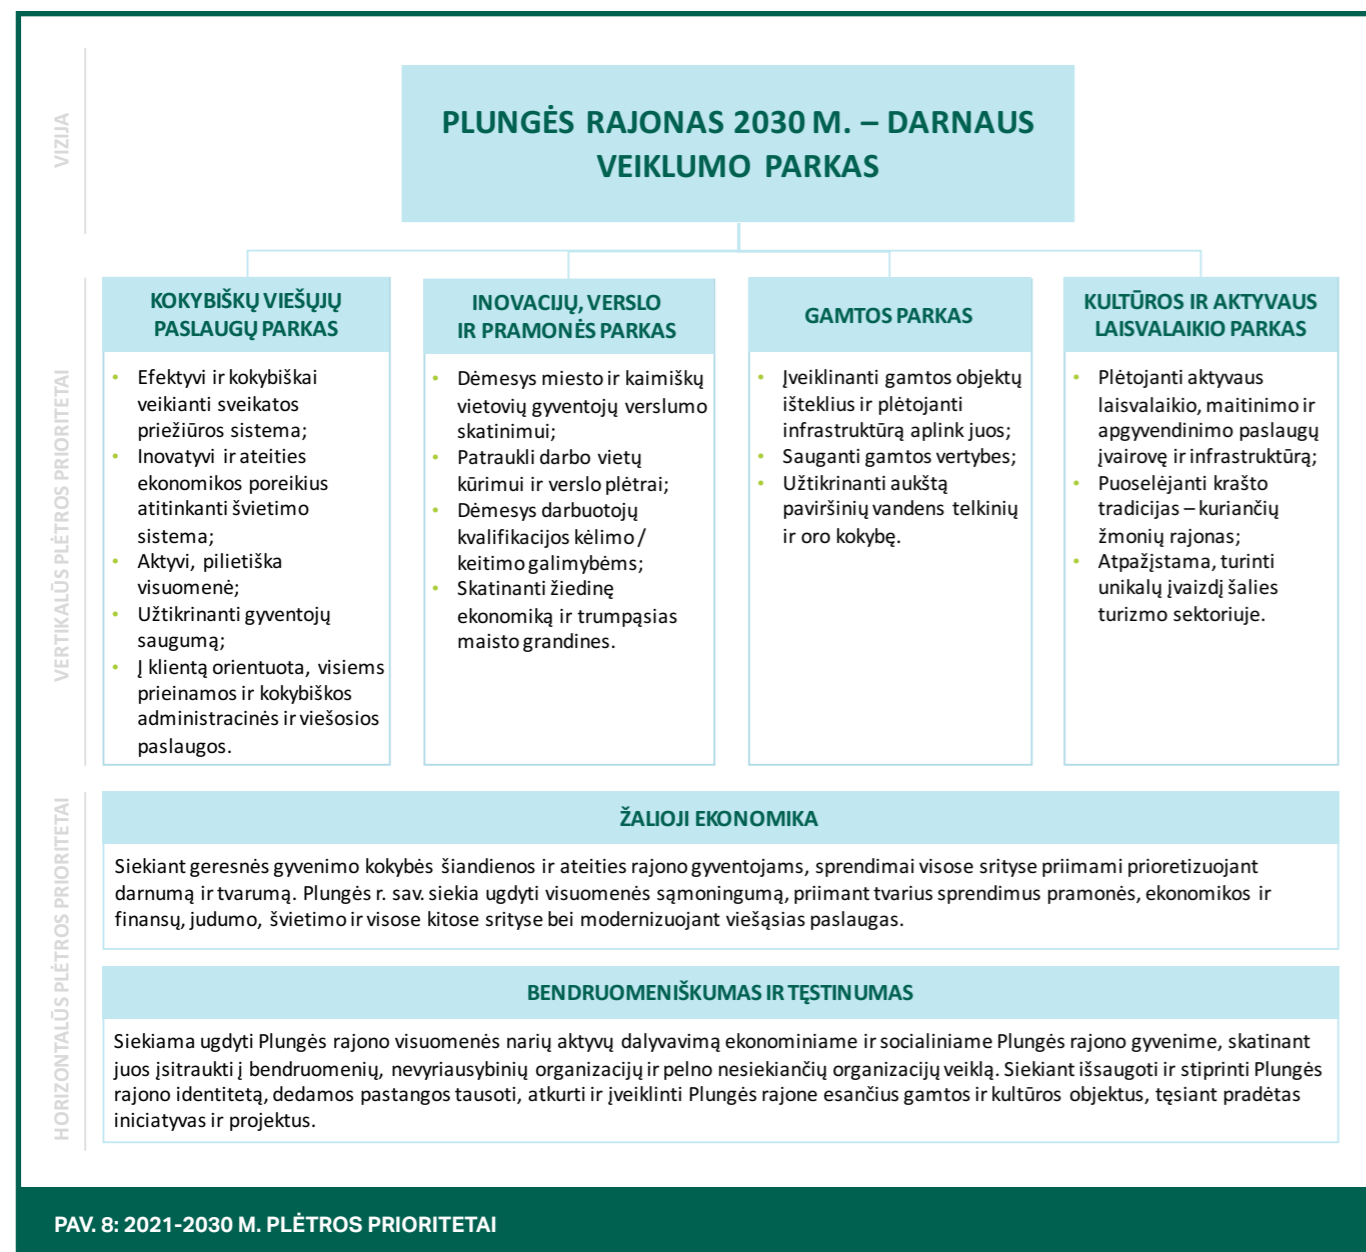 VIZIJA
PLUNGĖS RAJONAS 2030 M. – DARNAUS
VEIKLUMO PARKAS
VERTIKALŪS PLĖTROS PRIORITETAI
KOKYBIŠKŲ VIEŠŲJŲ
PASLAUGŲ PARKAS
• Efektyvi ir kokybiškai
veikianti sveikatos
priežiūros sistema;
• Inovatyvi ir ateities
ekonomikos poreikius
atitinkanti švietimo
sistema;
• Aktyvi, pilietiška
visuomenė;
• Užtikrinanti gyventojų
saugumą;
• Į klientą orientuota, visiems
prieinamos ir kokybiškos
administracinės ir viešosios
paslaugos.
INOVACIJŲ, VERSLO
IR PRAMONĖS PARKAS
• Dėmesys miesto ir kaimiškų
vietovių gyventojų verslumo
skatinimui;
• Patraukli darbo vietų
kūrimui ir verslo plėtrai;
• Dėmesys darbuotojų
kvalifikacijos kėlimo /
keitimo galimybėms;
• Skatinanti žiedinę
ekonomiką ir trumpąsias
maisto grandines.
GAMTOS PARKAS
• Įveiklinanti gamtos objektų
išteklius ir plėtojanti
infrastruktūrą aplink juos;
• Sauganti gamtos vertybes;
• Užtikrinanti aukštą
paviršinių vandens telkinių
ir oro kokybę.
KULTŪROS IR AKTYVAUS
LAISVALAIKIO PARKAS
• Plėtojanti aktyvaus
laisvalaikio, maitinimo ir
apgyvendinimo paslaugų
įvairovę ir infrastruktūrą;
• Puoselėjanti krašto
tradicijas – kuriančių
žmonių rajonas;
• Atpažįstama, turinti
unikalų įvaizdį šalies
turizmo sektoriuje.
HORIZONTALŪS PLĖTROS PRIORITETAI
ŽALIOJI EKONOMIKA
Siekiant geresnės gyvenimo kokybės šiandienos ir ateities rajono gyventojams, sprendimai visose srityse priimami prioretizuojant
darnumą ir tvarumą. Plungės r. sav. siekia ugdyti visuomenės sąmoningumą, priimant tvarius sprendimus pramonės, ekonomikos ir
finansų, judumo, švietimo ir visose kitose srityse bei modernizuojant viešąsias paslaugas.
BENDRUOMENIŠKUMAS IR TĘSTINUMAS
Siekiama ugdyti Plungės rajono visuomenės narių aktyvų dalyvavimą ekonominiame ir socialiniame Plungės rajono gyvenime, skatinant
juos įsitraukti į bendruomenių, nevyriausybinių organizacijų ir pelno nesiekiančių organizacijų veiklą. Siekiant išsaugoti ir stiprinti Plungės
rajono identitetą, dedamos pastangos tausoti, atkurti ir įveiklinti Plungės rajone esančius gamtos ir kultūros objektus, tęsiant pradėtas
iniciatyvas ir projektus.
PAV. 8: 2021-2030 M. PLĖTROS PRIORITETAI